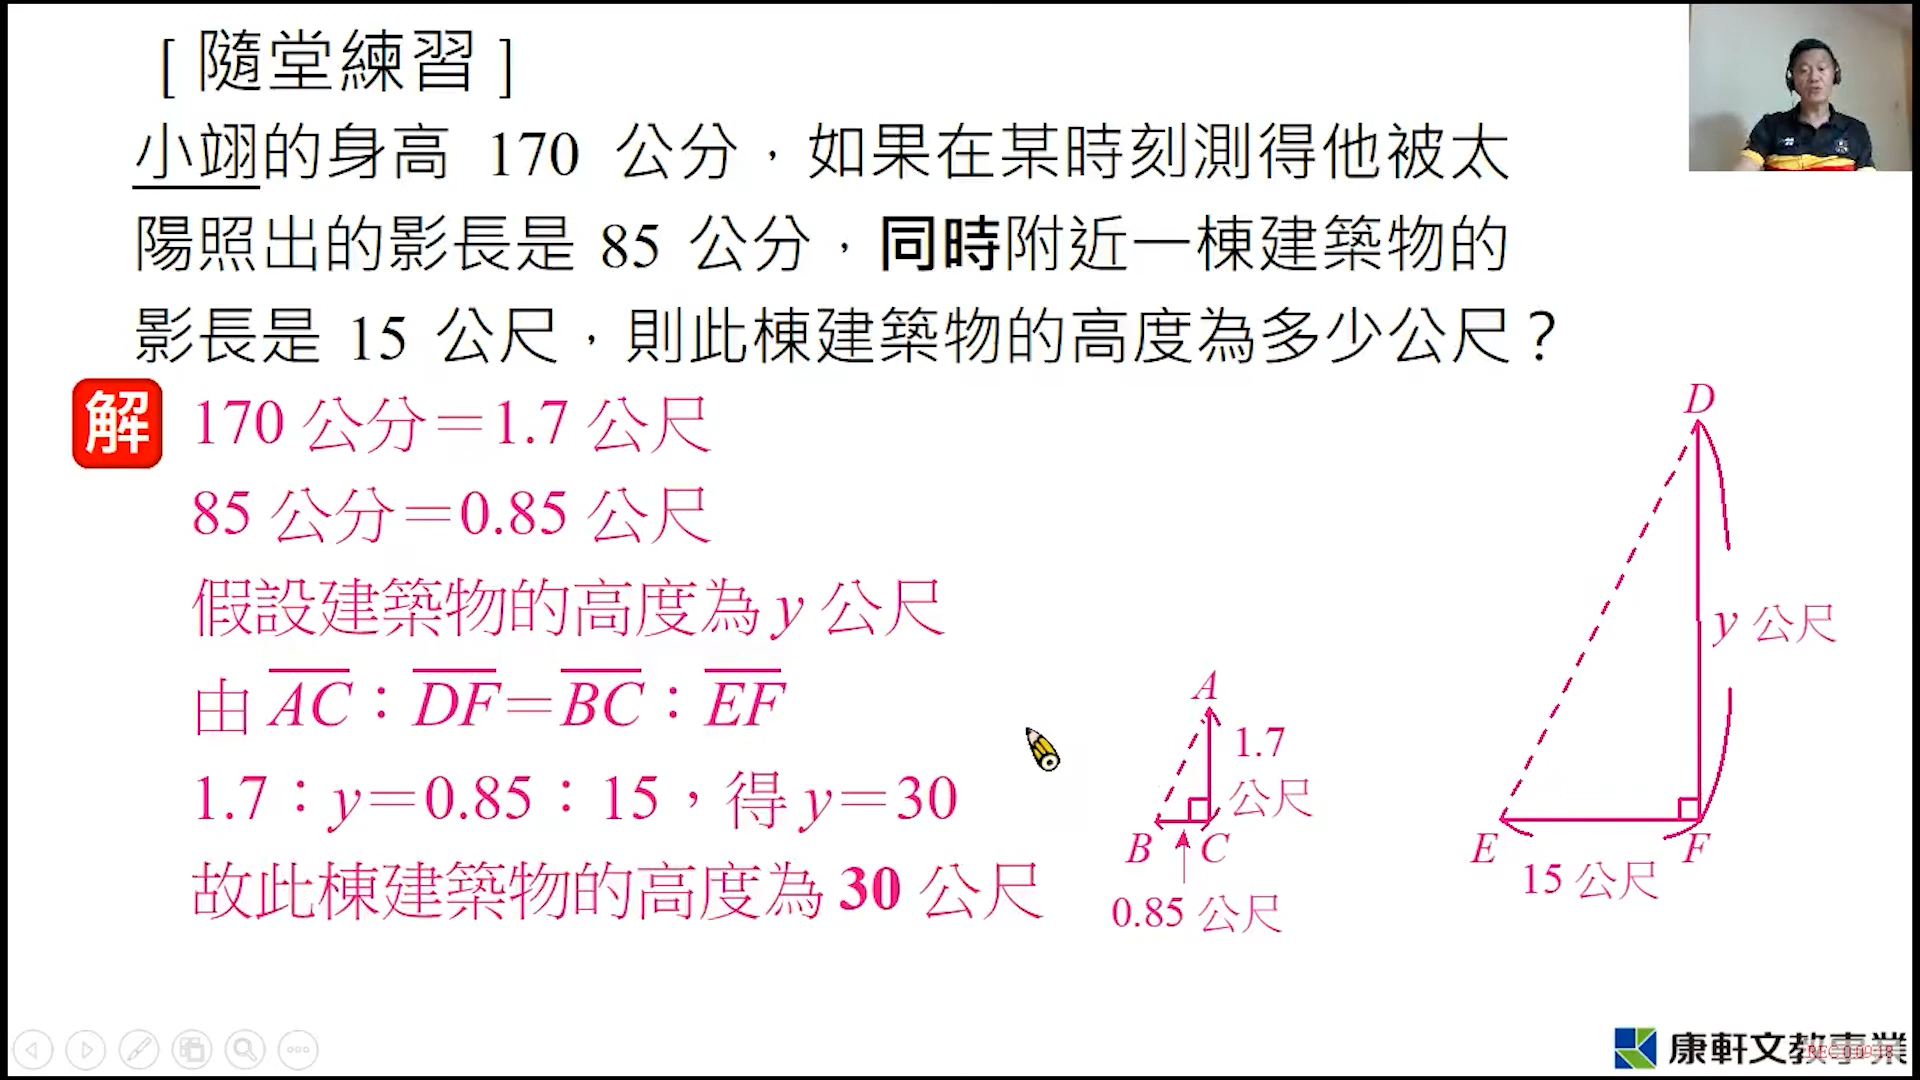 [ 隨堂練習 ]
小翊的身高 170 公分，如果在某時刻測得他被太
陽照出的影長是 85 公分，同時附近一棟建築物的
影長是 15 公尺，則此棟建築物的高度為多少公尺？
解
170 公分＝1.7 公尺
85 公分＝0.85 公尺
假設建築物的高度為 y 公尺
由 AC：DF＝BC：EF
1.7：y＝0.85：15，得 y＝30
故此棟建築物的高度為 30 公尺
A
1.7
公尺
B
C
0.85 公尺
D
y 公尺
E
F
15 公尺
康軒文教事業